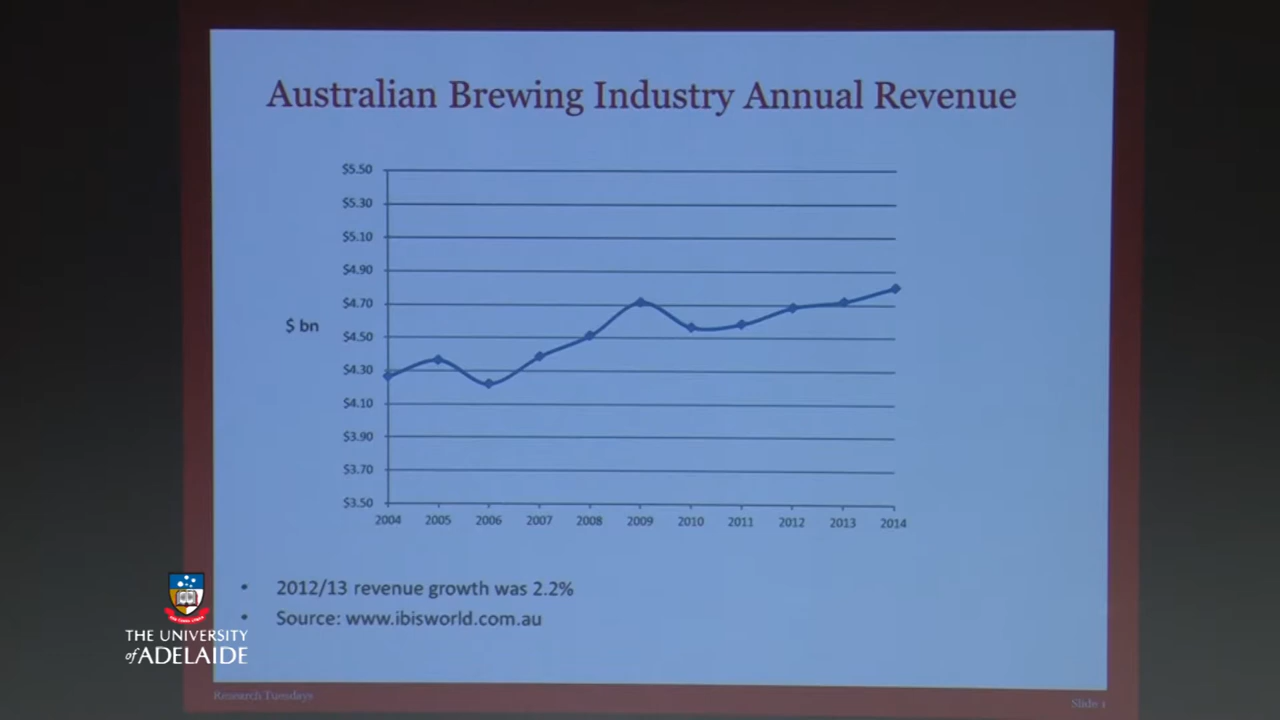 Australian Brewing Industry Annual Revenue
$5.50
$5.30
$5.10
$4.90
$4.70
$ bn
$4.50
$4.30
$4.10
$3.90
$3.70
$3.50
2004 2005 2006 2007 2008 2009 2010 2011 2012 2013 2014
• 2012/13 revenue growth was 2.2%
• Source: www.ibisworld.com.au
THE UNIVERSITY
of ADELAIDE
Research Tuesdays
Slide 1